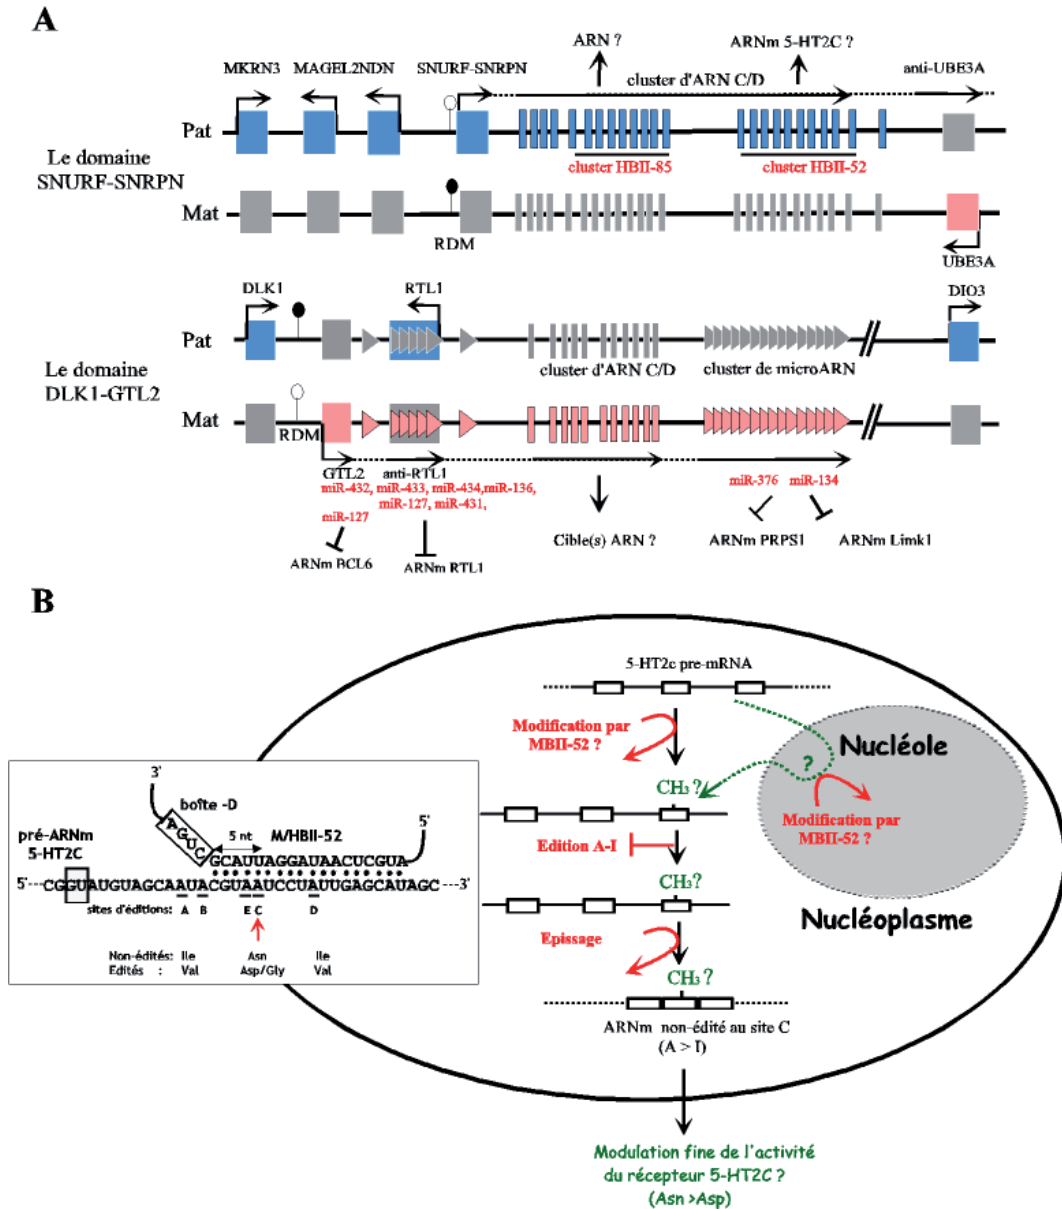 A
ARN ?
ARNm 5-HT2C ?
MKRN3
MAGEL2NDN
SNURF-SNRPN
cluster d'ARN C/D
anti-UBE3A
Pat
Le domaine
SNURF-SNRPN
cluster HBII-85
cluster HBII-52
Mat
RDM
UBE3A
DLK1
RTL1
DIO3
Pat
Le domaine
DLK1-GTL2
cluster d'ARN C/D
cluster de microARN
Mat
RDM
GTL2
anti-RTL1
miR-432, miR-433, miR-434,miR-136,
miR-127, miR-431,
miR-376
miR-134
miR-127
ARNm BCL6
ARNm RTL1
Cible(s) ARN ?
ARNm PRPS1
ARNm Limk1
B
5-HT2c pre-mRNA
Modification par
MBII-52 ?
Nucléole
?
CH3?
Modification par
MBII-52 ?
Edition A-I
CH3?
Nucléoplasme
Epissage
CH3?
ARNm non-édité au site C
(A > I)
Modulation fine de l'activité
du récepteur 5-HT2C ?
(Asn >Asp)
3'
boîte -D
AGUC
5 nt
M/HBII-52
5'
pré-ARNm
5-HT2C
GCAUUAGGAUAACUCGUA
5'---CGGUAUGUAGCAAUACGUAAUCCUAUUGAGCAUAGC---3'
sites d'éditions: A B E C D
Non-édités: Ile Asn Ile
Edités : Val Asp/Gly Val